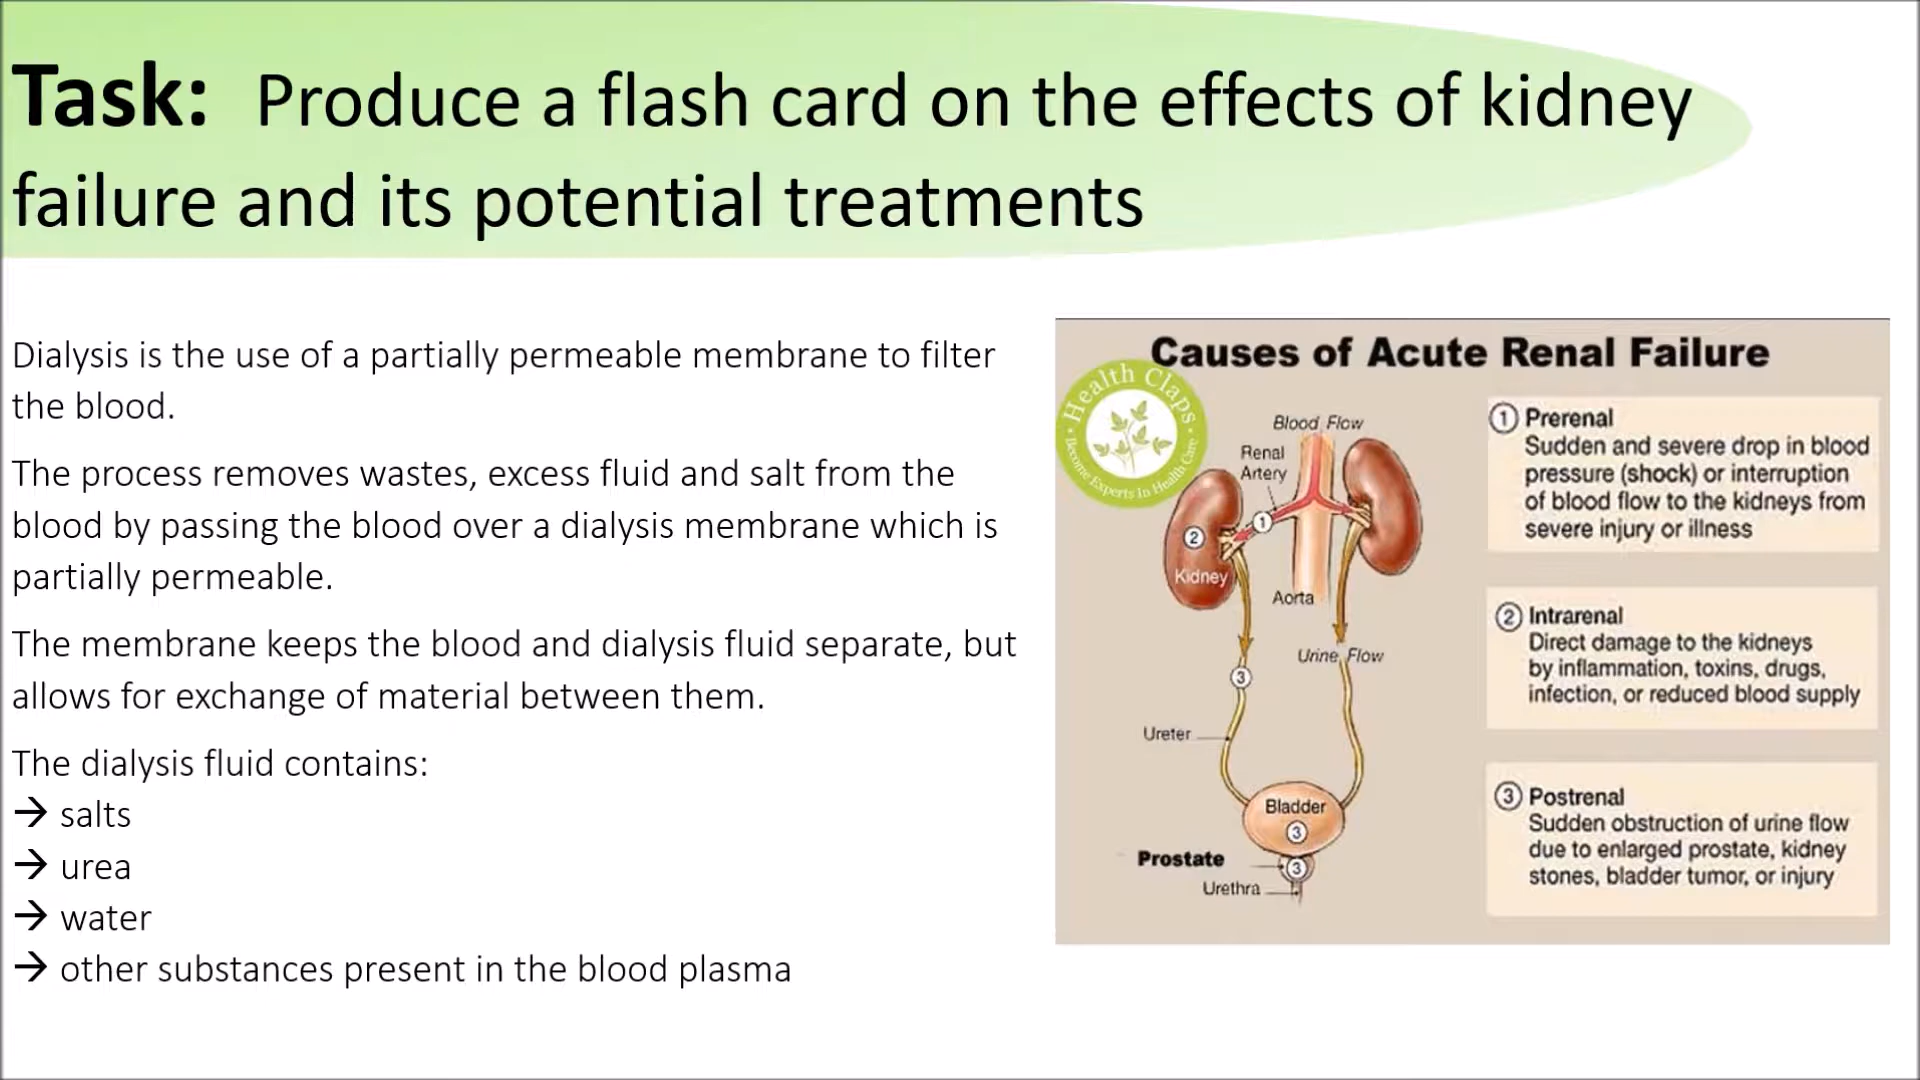 Task: Produce a flash card on the effects of kidney
failure and its potential treatments
Dialysis is the use of a partially permeable membrane to filter
the blood.
The process removes wastes, excess fluid and salt from the
blood by passing the blood over a dialysis membrane which is
partially permeable.
The membrane keeps the blood and dialysis fluid separate, but
allows for exchange of material between them.
The dialysis fluid contains:
→ salts
→ urea
→ water
→ other substances present in the blood plasma
Causes of Acute Renal Failure
Health Claps
Become Experts In Health Care
Blood Flow
Renal
Artery
1
2
Kidney
Aorta
Urine Flow
3
Ureter
Bladder
3
Prostate
3
Urethra
1 Prerenal
Sudden and severe drop in blood
pressure (shock) or interruption
of blood flow to the kidneys from
severe injury or illness
2 Intrarenal
Direct damage to the kidneys
by inflammation, toxins, drugs,
infection, or reduced blood supply
3 Postrenal
Sudden obstruction of urine flow
due to enlarged prostate, kidney
stones, bladder tumor, or injury